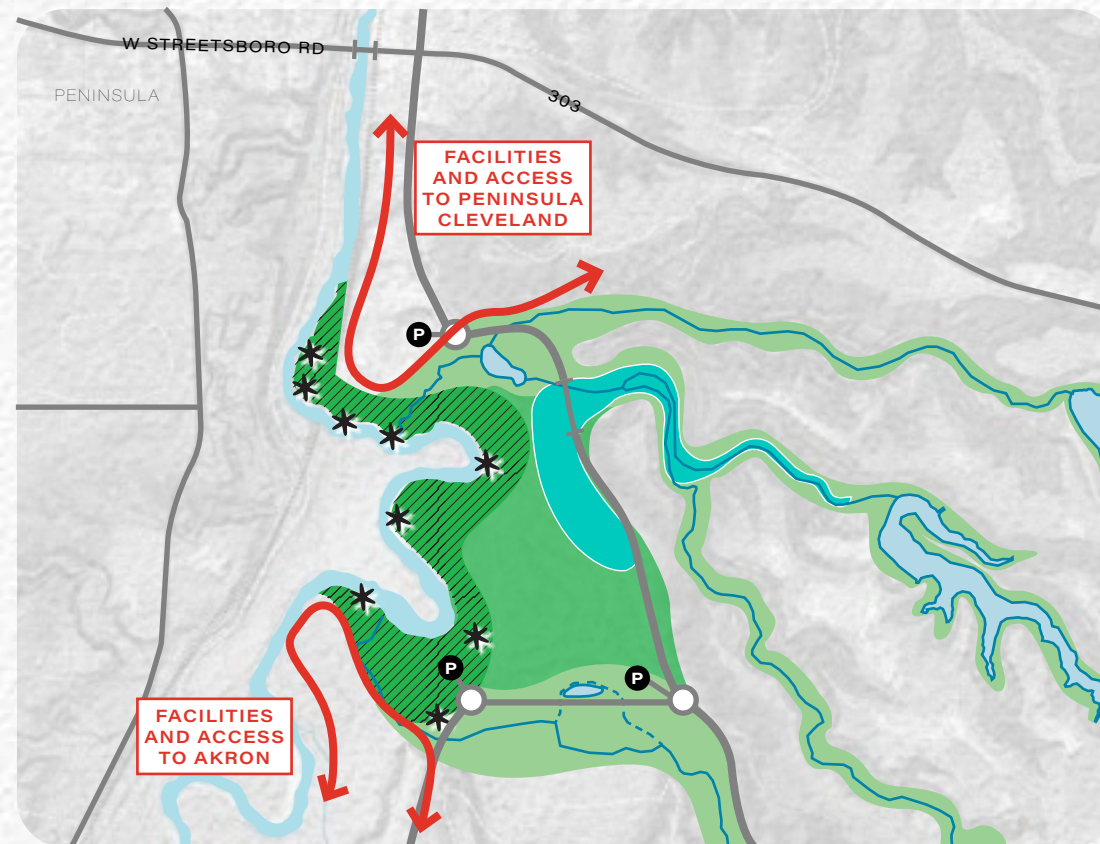 W STREETSBORO RD
PENINSULA
303
FACILITIES
AND ACCESS
TO PENINSULA
CLEVELAND
P
P
P
FACILITIES
AND ACCESS
TO AKRON